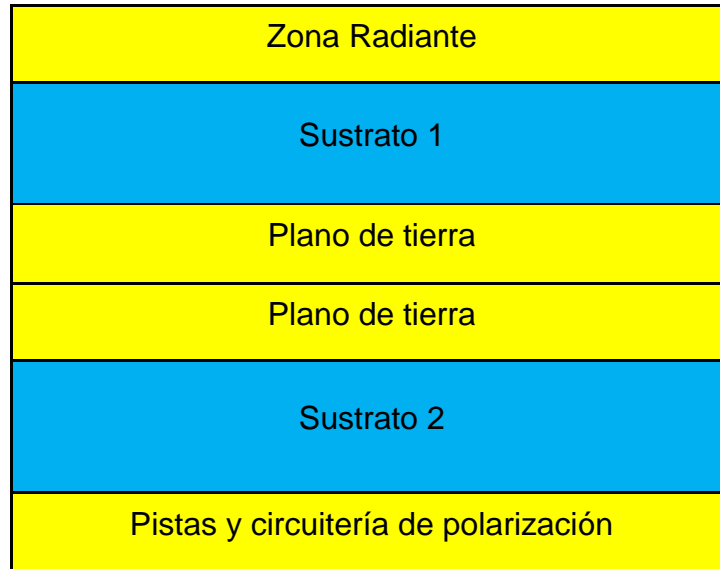 Zona Radiante
Sustrato 1
Plano de tierra
Plano de tierra
Sustrato 2
Pistas y circuitería de polarización